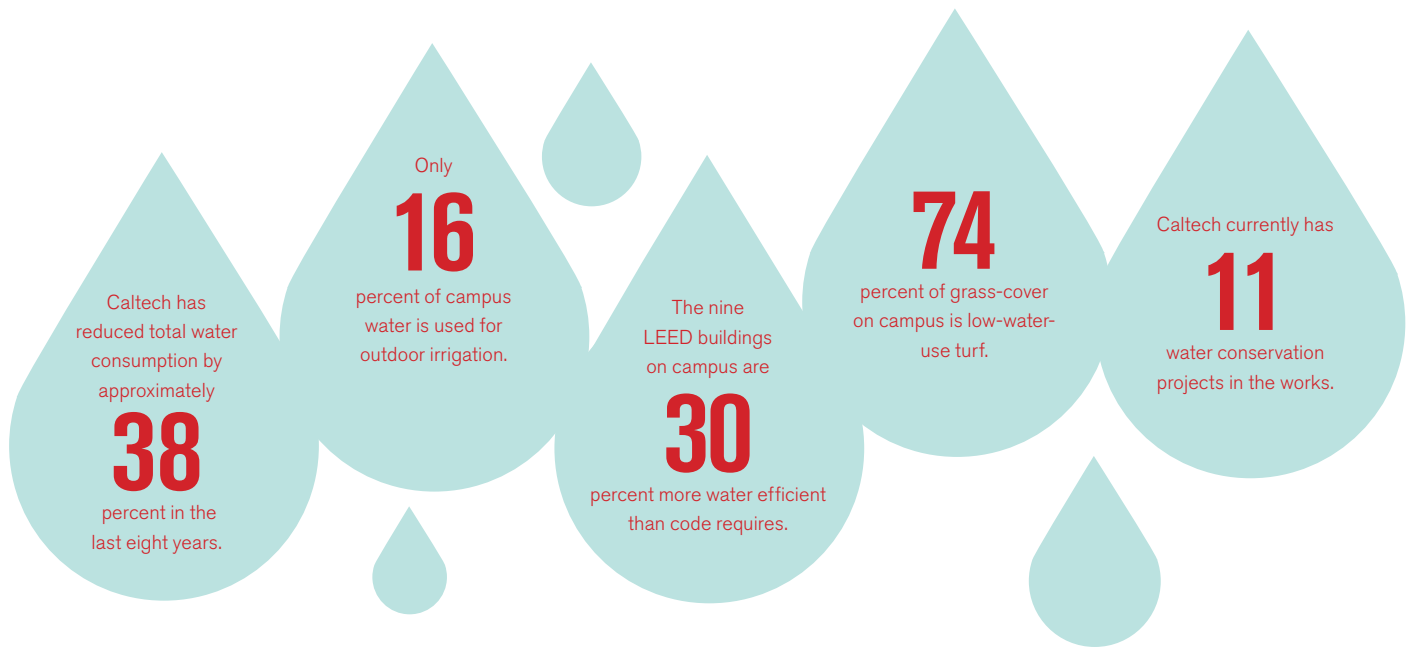 Caltech has
reduced total water
consumption by
approximately
38
percent in the
last eight years.
Only
16
percent of campus
water is used for
outdoor irrigation.
The nine
LEED buildings
on campus are
30
percent more water efficient
than code requires.
74
percent of grass-cover
on campus is low-water-
use turf.
Caltech currently has
11
water conservation
projects in the works.